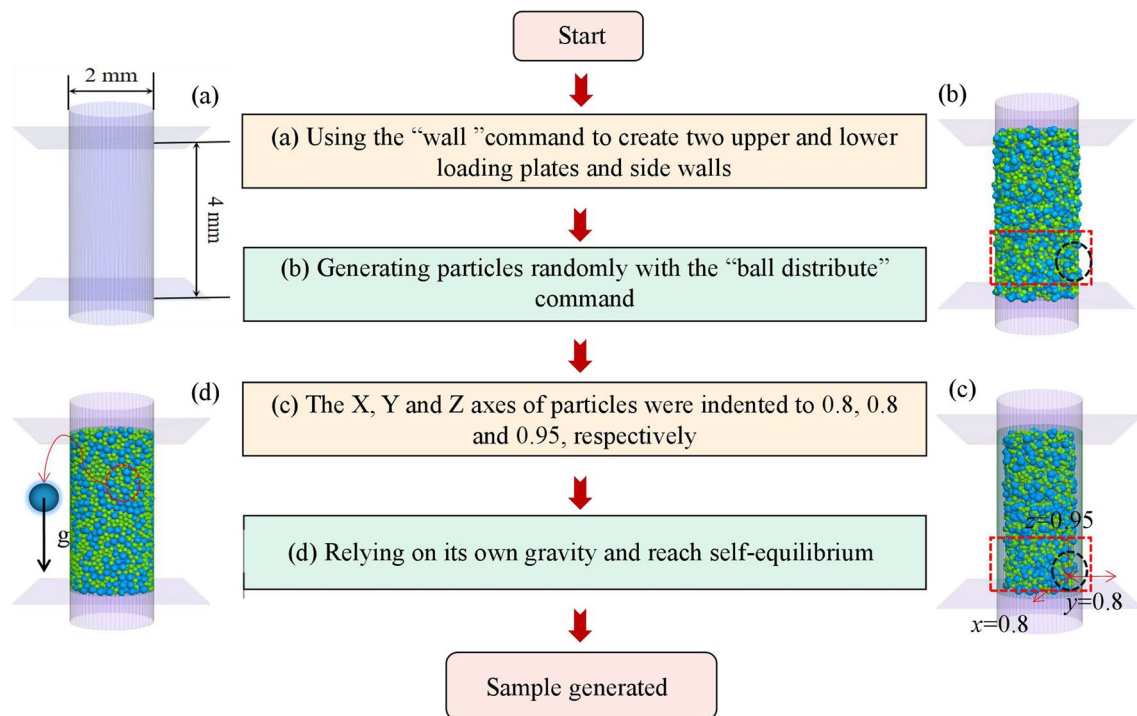 Start
2 mm
(a)
4 mm
(a) Using the “wall ”command to create two upper and lower
loading plates and side walls
(b)
(b) Generating particles randomly with the “ball distribute”
command
(d)
g
(c) The X, Y and Z axes of particles were indented to 0.8, 0.8
and 0.95, respectively
(c)
z=0.95
y=0.8
x=0.8
(d) Relying on its own gravity and reach self-equilibrium
Sample generated